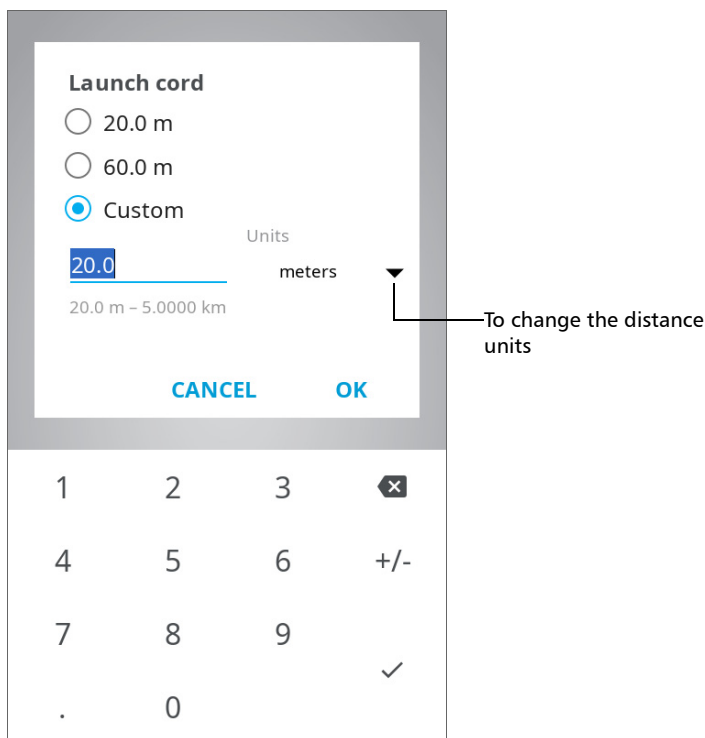 Launch cord
20.0 m
60.0 m
Custom
Units
20.0 meters
20.0 m – 5.0000 km
To change the distance
units
CANCEL OK
1 2 3
4 5 6 +/-
7 8 9
. 0